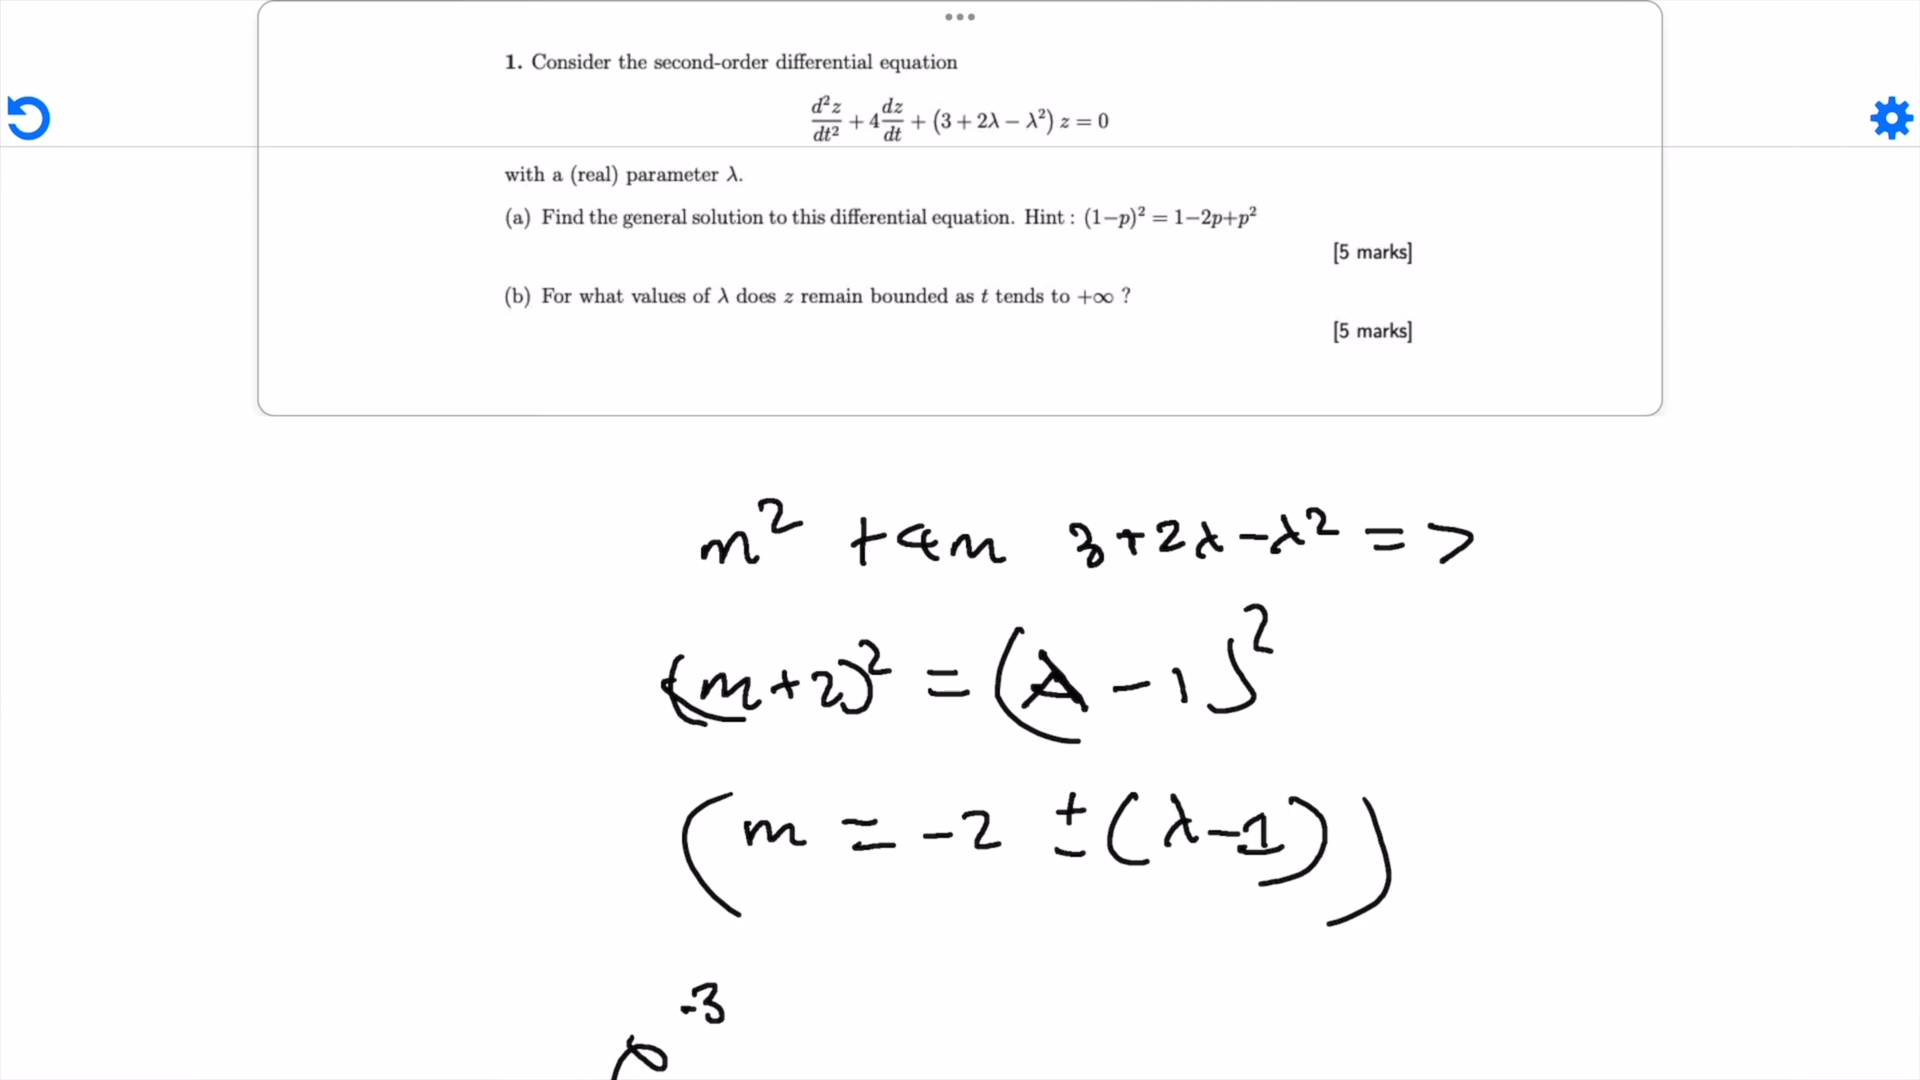 1. Consider the second-order differential equation
d²z/dt² + 4 dz/dt + (3 + 2λ − λ²) z = 0
with a (real) parameter λ.
(a) Find the general solution to this differential equation. Hint : (1−p)² = 1−2p+p²
[5 marks]
(b) For what values of λ does z remain bounded as t tends to +∞ ?
[5 marks]
m² +4m 3+2λ-λ² = >
(m+2)² = (λ-1)²
(m = -2 ± (λ-1))
-3